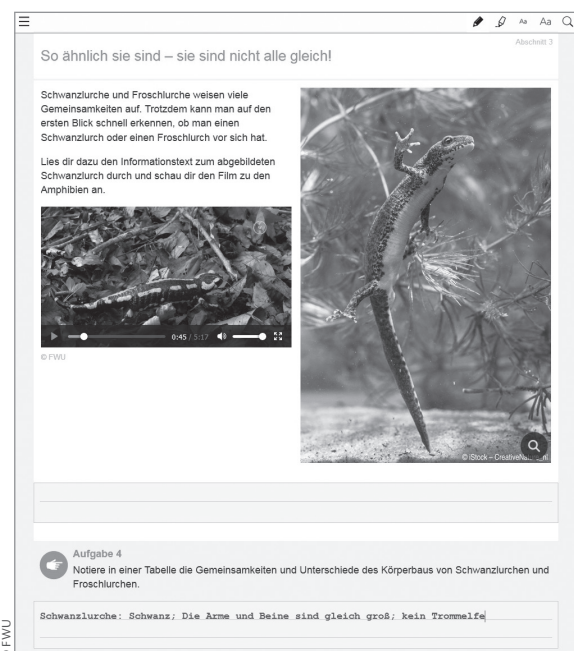 Aa Aa
Abschnitt 3
So ähnlich sie sind – sie sind nicht alle gleich!
Schwanzlurche und Froschlurche weisen viele
Gemeinsamkeiten auf. Trotzdem kann man auf den
ersten Blick schnell erkennen, ob man einen
Schwanzlurch oder einen Froschlurch vor sich hat.
Lies dir dazu den Informationstext zum abgebildeten
Schwanzlurch durch und schau dir den Film zu den
Amphibien an.
0:45 / 5:17
© FWU
© iStock –
Aufgabe 4
Notiere in einer Tabelle die Gemeinsamkeiten und Unterschiede des Körperbaus von Schwanzlurchen und
Froschlurchen.
Schwanzlurche: Schwanz; Die Arme und Beine sind gleich groß; kein Trommelfe
© FWU